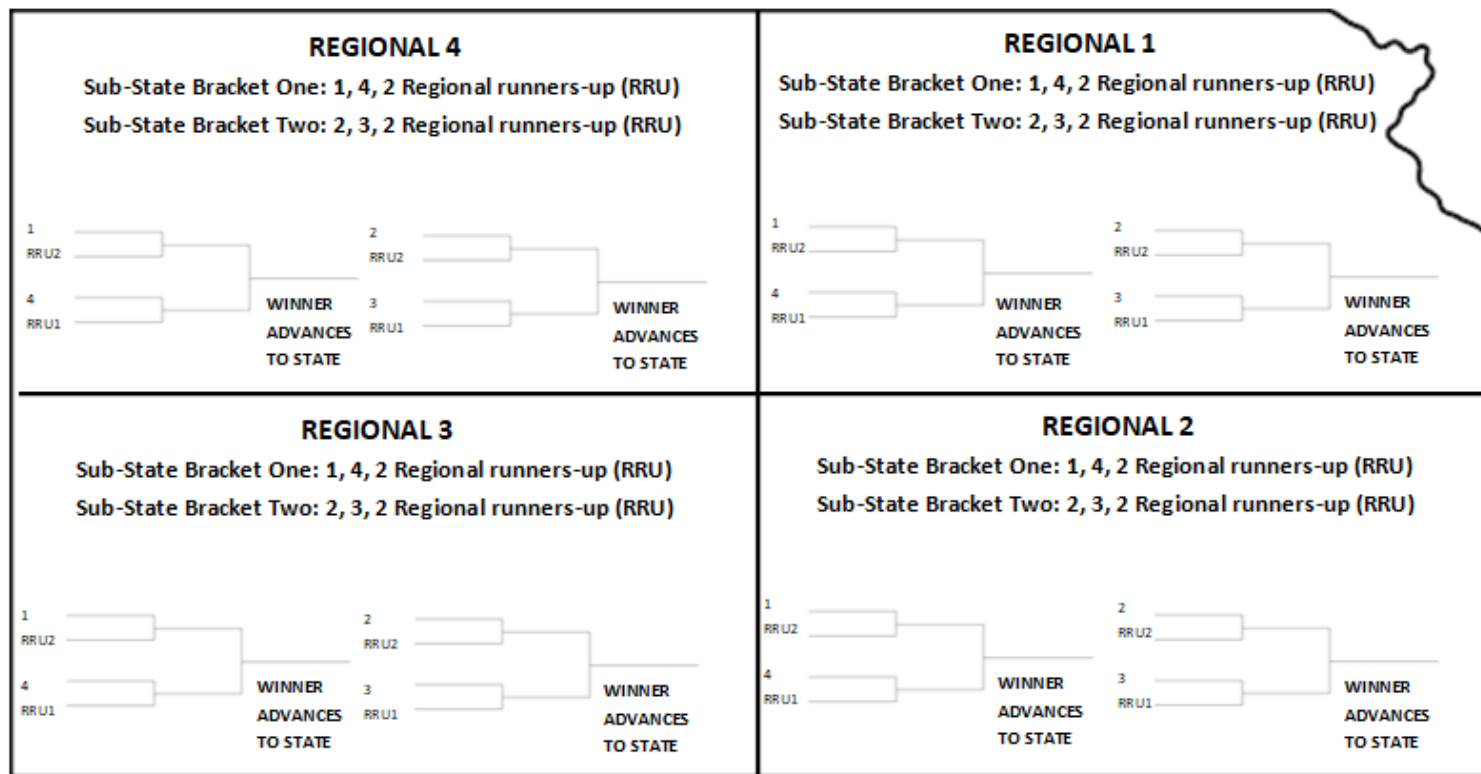 REGIONAL 4
Sub-State Bracket One: 1, 4, 2 Regional runners-up (RRU)
Sub-State Bracket Two: 2, 3, 2 Regional runners-up (RRU)
1
RRU2
4
RRU1
WINNER
ADVANCES
TO STATE
2
RRU2
3
RRU1
WINNER
ADVANCES
TO STATE
REGIONAL 1
Sub-State Bracket One: 1, 4, 2 Regional runners-up (RRU)
Sub-State Bracket Two: 2, 3, 2 Regional runners-up (RRU)
1
RRU2
4
RRU1
WINNER
ADVANCES
TO STATE
2
RRU2
3
RRU1
WINNER
ADVANCES
TO STATE
REGIONAL 3
Sub-State Bracket One: 1, 4, 2 Regional runners-up (RRU)
Sub-State Bracket Two: 2, 3, 2 Regional runners-up (RRU)
1
RRU2
4
RRU1
WINNER
ADVANCES
TO STATE
2
RRU2
3
RRU1
WINNER
ADVANCES
TO STATE
REGIONAL 2
Sub-State Bracket One: 1, 4, 2 Regional runners-up (RRU)
Sub-State Bracket Two: 2, 3, 2 Regional runners-up (RRU)
1
RRU2
4
RRU1
WINNER
ADVANCES
TO STATE
2
RRU2
3
RRU1
WINNER
ADVANCES
TO STATE